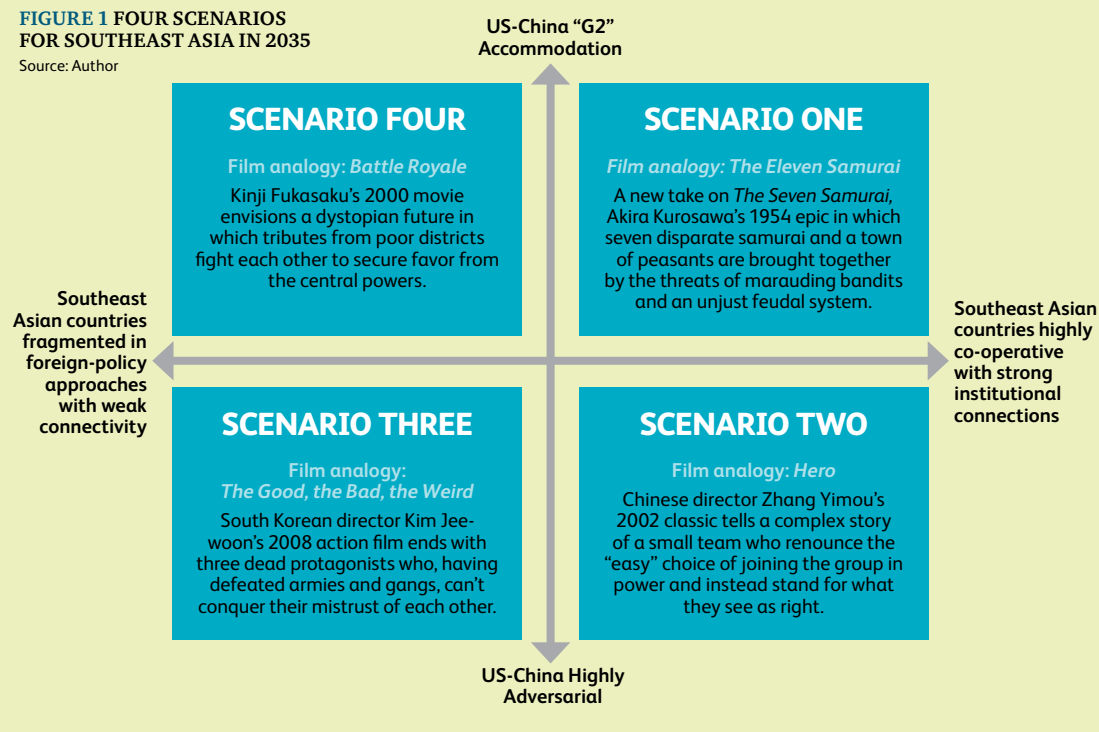 FIGURE 1 FOUR SCENARIOS
FOR SOUTHEAST ASIA IN 2035
Source: Author
US-China “G2”
Accommodation
SCENARIO FOUR
Film analogy: Battle Royale
Kinji Fukasaku’s 2000 movie
envisions a dystopian future in
which tributes from poor districts
fight each other to secure favor from
the central powers.
SCENARIO ONE
Film analogy: The Eleven Samurai
A new take on The Seven Samurai,
Akira Kurosawa’s 1954 epic in which
seven disparate samurai and a town
of peasants are brought together
by the threats of marauding bandits
and an unjust feudal system.
Southeast
Asian countries
fragmented in
foreign-policy
approaches
with weak
connectivity
Southeast Asian
countries highly
co-operative
with strong
institutional
connections
SCENARIO THREE
Film analogy:
The Good, the Bad, the Weird
South Korean director Kim Jee-
woon’s 2008 action film ends with
three dead protagonists who, having
defeated armies and gangs, can’t
conquer their mistrust of each other.
SCENARIO TWO
Film analogy: Hero
Chinese director Zhang Yimou’s
2002 classic tells a complex story
of a small team who renounce the
“easy” choice of joining the group in
power and instead stand for what
they see as right.
US-China Highly
Adversarial